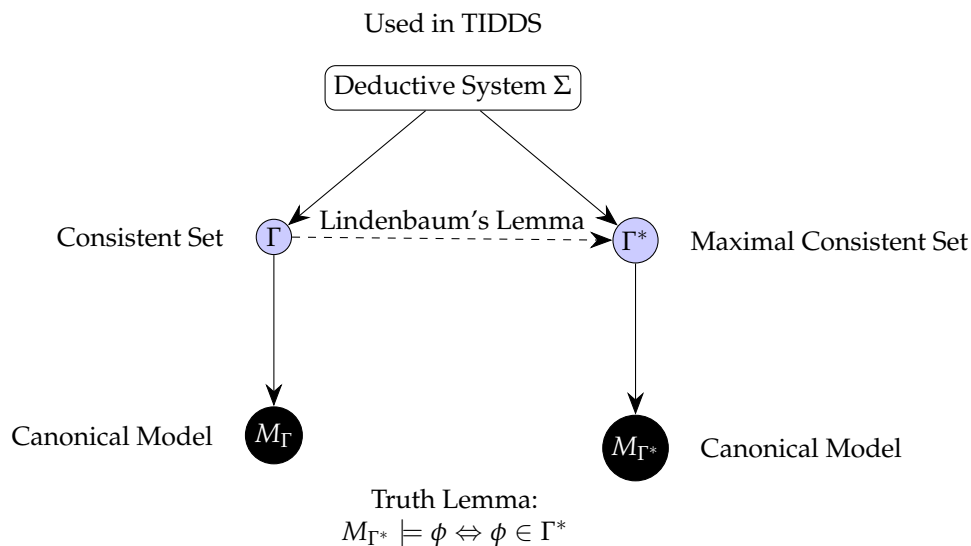 Used in TIDDS
Deductive System Σ
Lindenbaum's Lemma
Consistent Set
Γ
Γ*
Maximal Consistent Set
Canonical Model
M_Γ
M_Γ*
Canonical Model
Truth Lemma:
M_Γ* ⊨ ϕ ⇔ ϕ ∈ Γ*